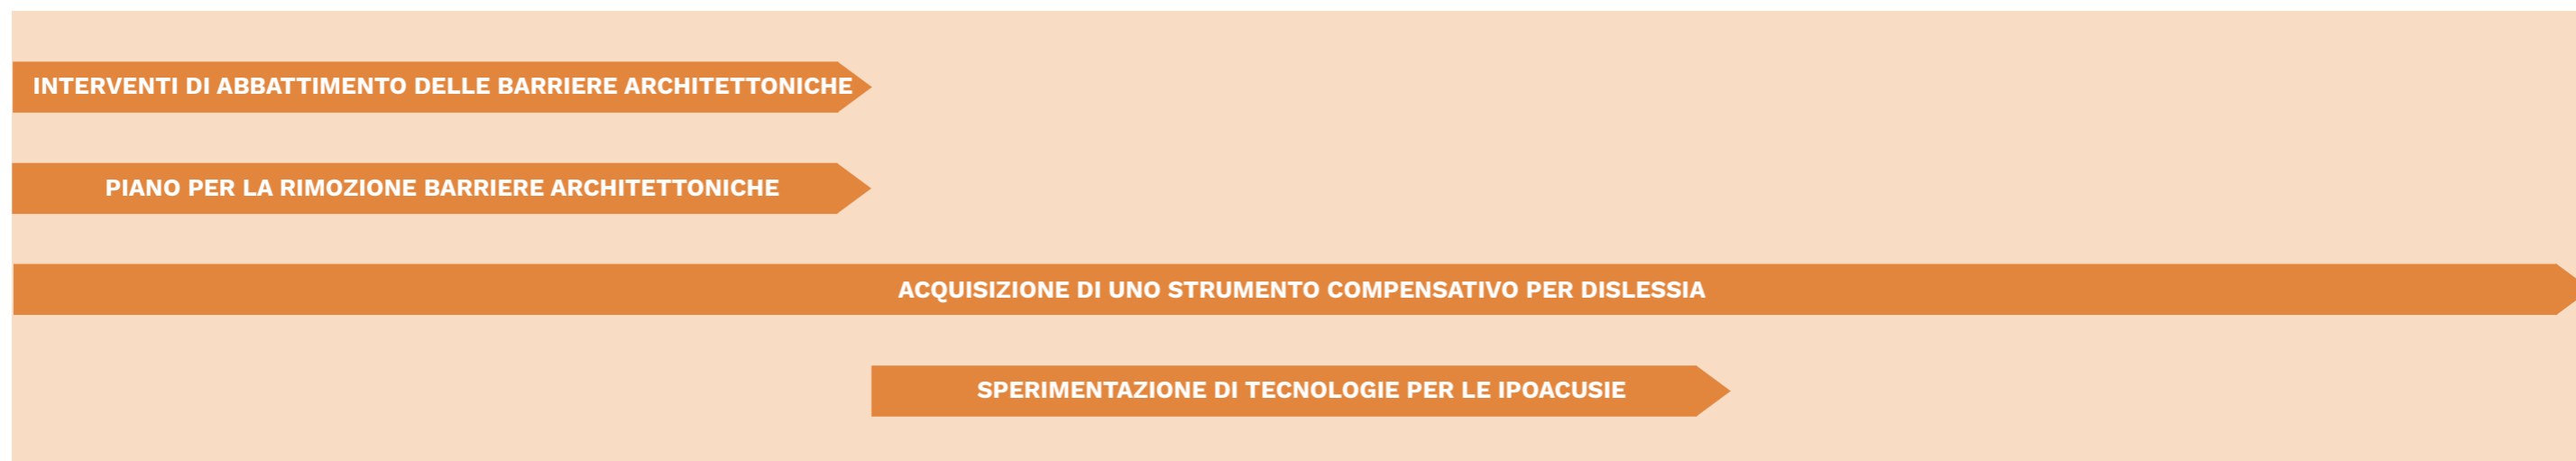 INTERVENTI DI ABBATTIMENTO DELLE BARRIERE ARCHITETTONICHE
PIANO PER LA RIMOZIONE BARRIERE ARCHITETTONICHE
ACQUISIZIONE DI UNO STRUMENTO COMPENSATIVO PER DISLESSIA
SPERIMENTAZIONE DI TECNOLOGIE PER LE IPOACUSIE